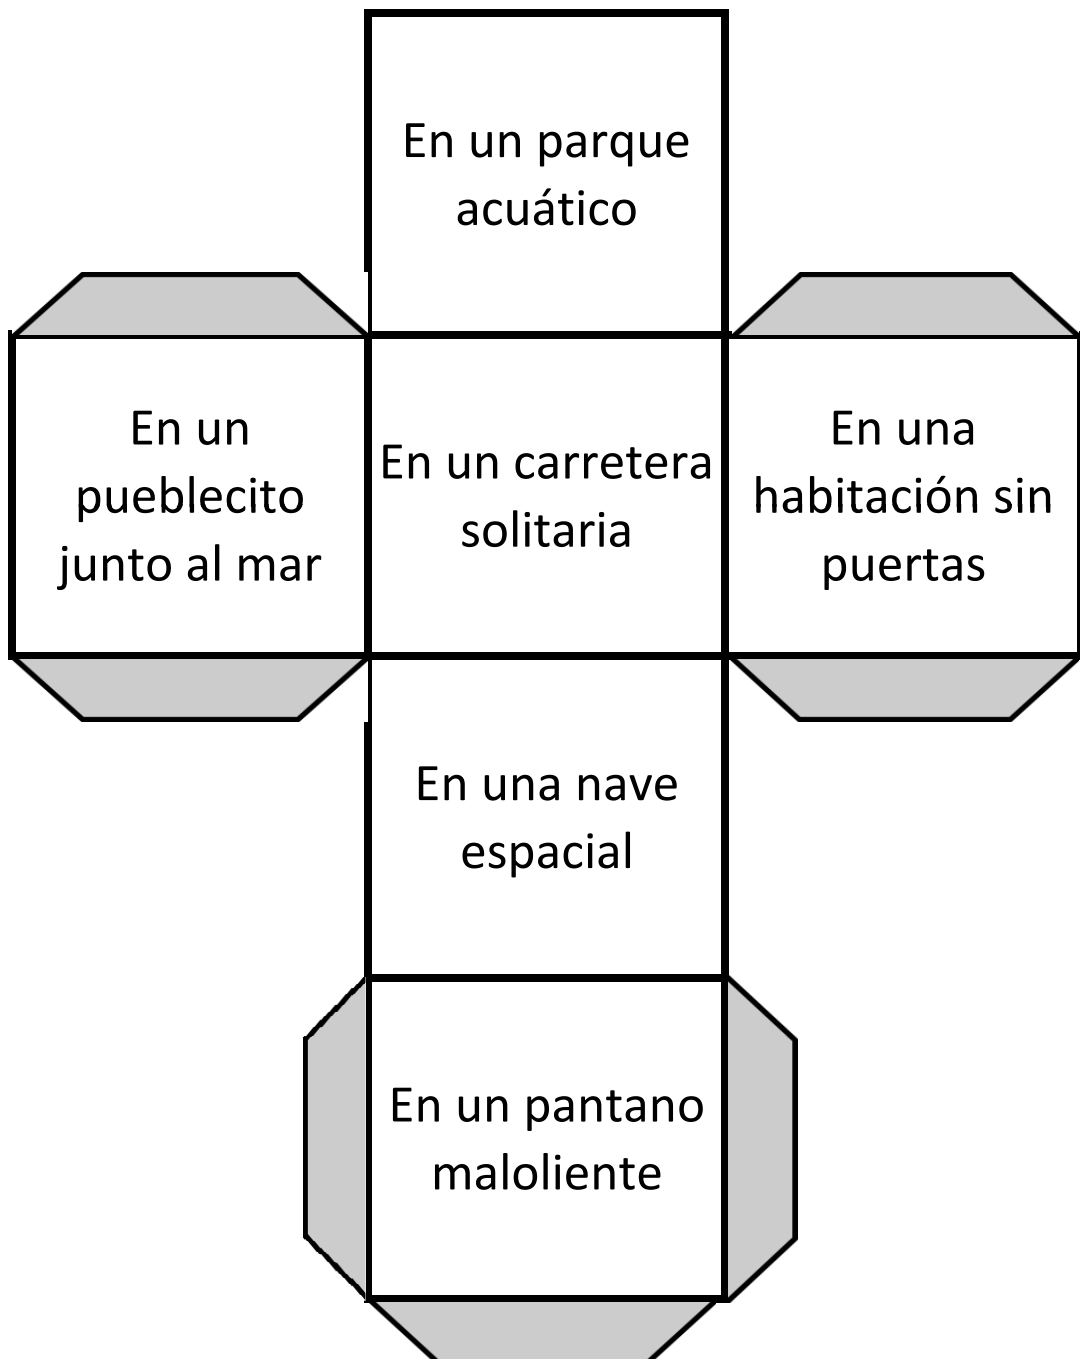 En un parque
acuático
En un
pueblecito
junto al mar
En un carretera
solitaria
En una
habitación sin
puertas
En una nave
espacial
En un pantano
maloliente